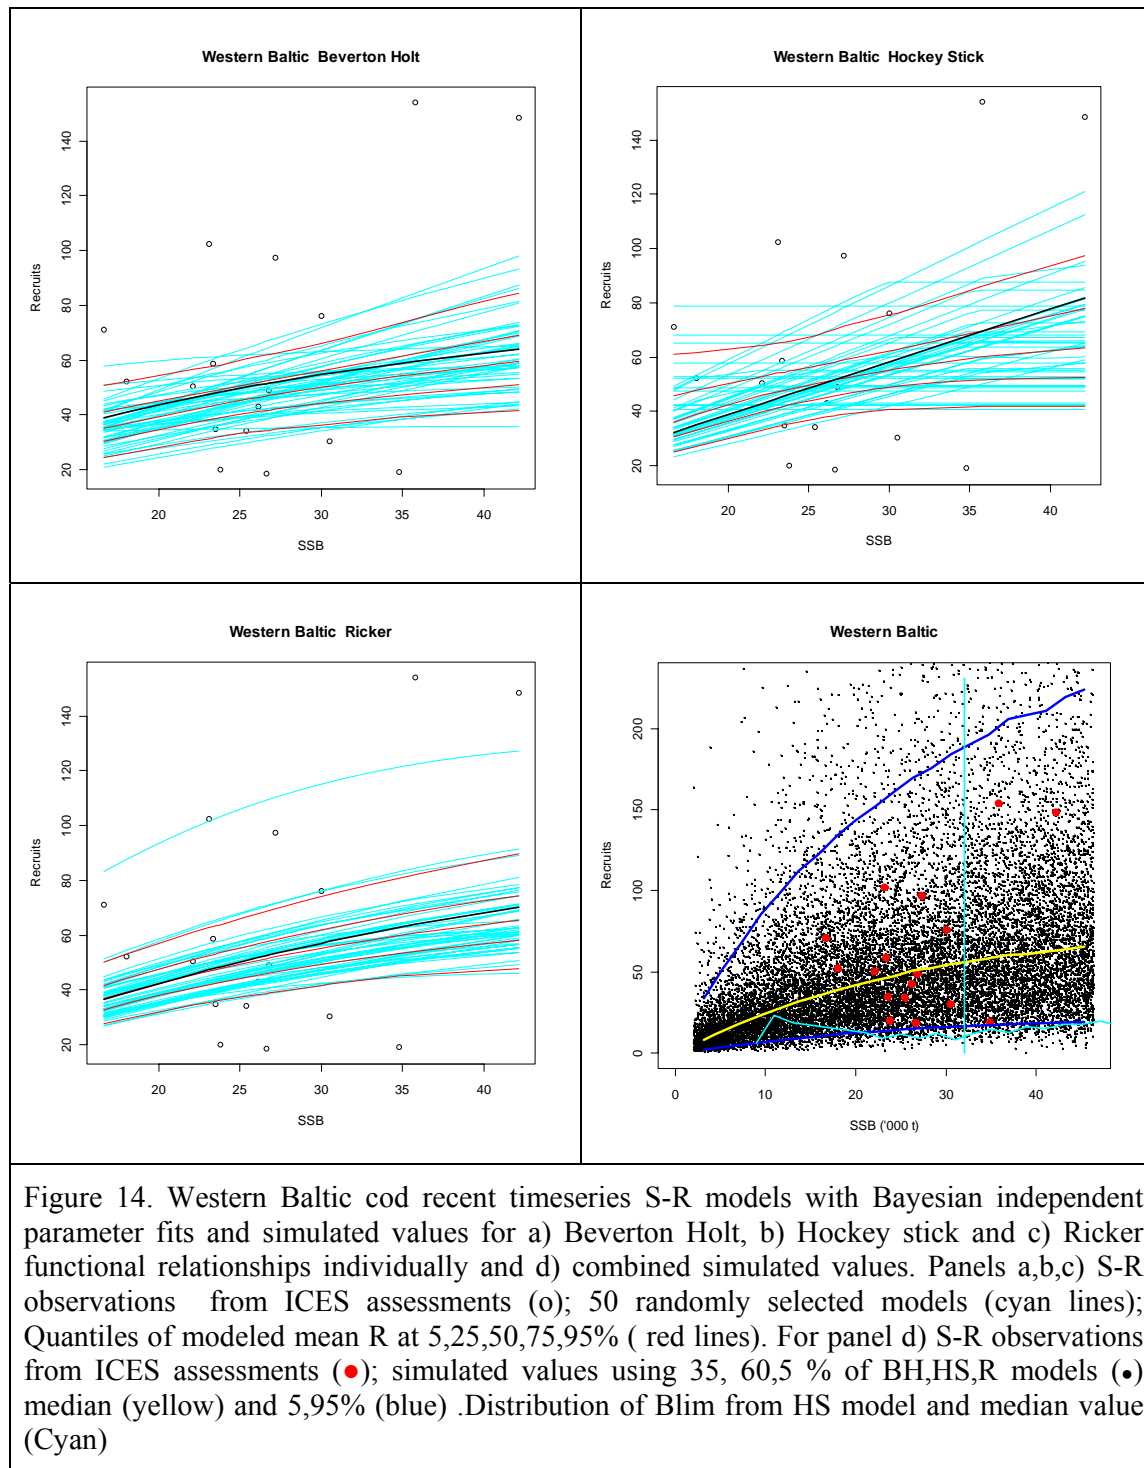 Western Baltic Beverton Holt
Recruits
20 40 60 80 100 120 140
20 25 30 35 40
SSB
Western Baltic Hockey Stick
Recruits
20 40 60 80 100 120 140
20 25 30 35 40
SSB
Western Baltic Ricker
Recruits
20 40 60 80 100 120 140
20 25 30 35 40
SSB
Western Baltic
Recruits
0 50 100 150 200
0 10 20 30 40
SSB ('000 t)
Figure 14. Western Baltic cod recent timeseries S-R models with Bayesian independent
parameter fits and simulated values for a) Beverton Holt, b) Hockey stick and c) Ricker
functional relationships individually and d) combined simulated values. Panels a,b,c) S-R
observations from ICES assessments (o); 50 randomly selected models (cyan lines);
Quantiles of modeled mean R at 5,25,50,75,95% ( red lines). For panel d) S-R observations
from ICES assessments (●); simulated values using 35, 60,5 % of BH,HS,R models (•)
median (yellow) and 5,95% (blue) .Distribution of Blim from HS model and median value
(Cyan)